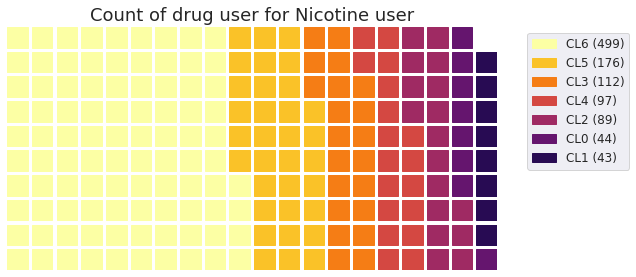 Count of drug user for Nicotine user
CL6 (499)
CL5 (176)
CL3 (112)
CL4 (97)
CL2 (89)
CL0 (44)
CL1 (43)